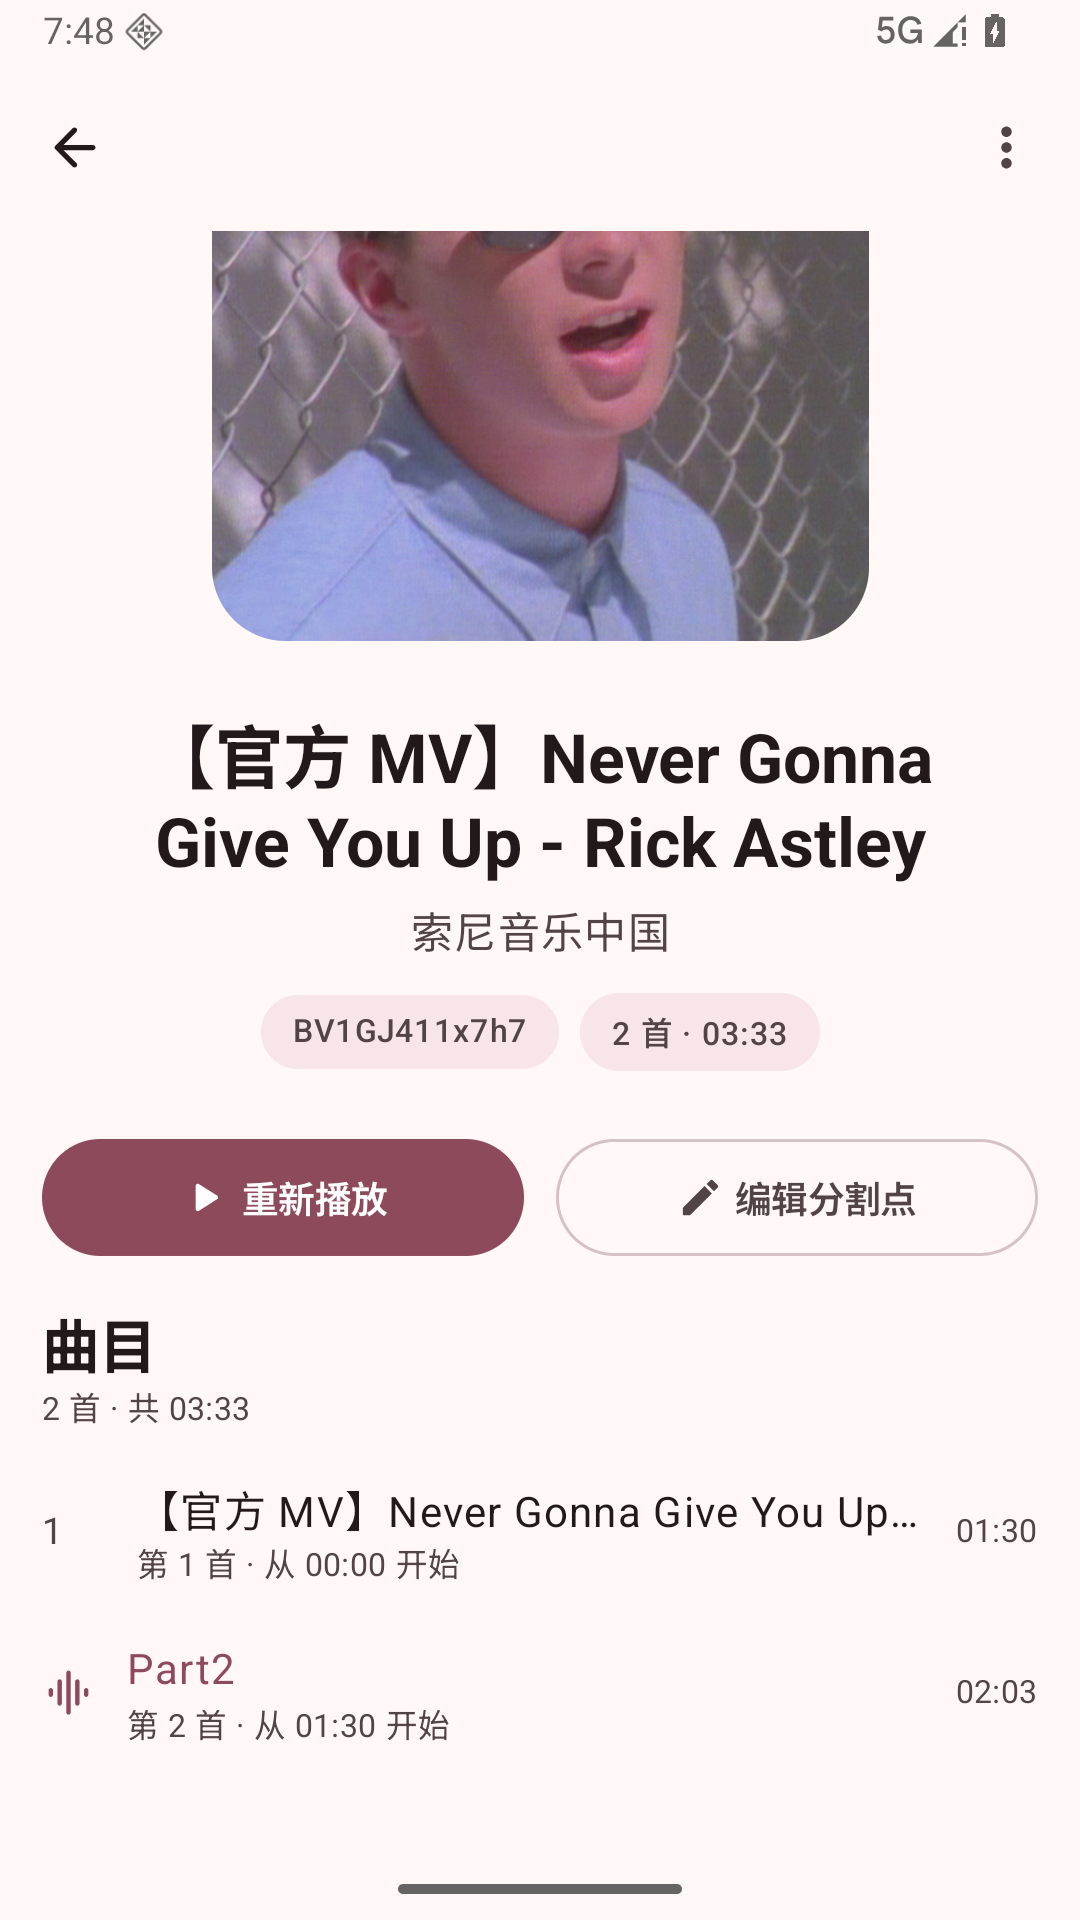 7:48
5G
【官方 MV】Never Gonna
Give You Up - Rick Astley
索尼音乐中国
BV1GJ411x7h7
2 首 · 03:33
重新播放
编辑分割点
曲目
2 首 · 共 03:33
1
【官方 MV】Never Gonna Give You Up…
01:30
第 1 首 · 从 00:00 开始
Part2
02:03
第 2 首 · 从 01:30 开始